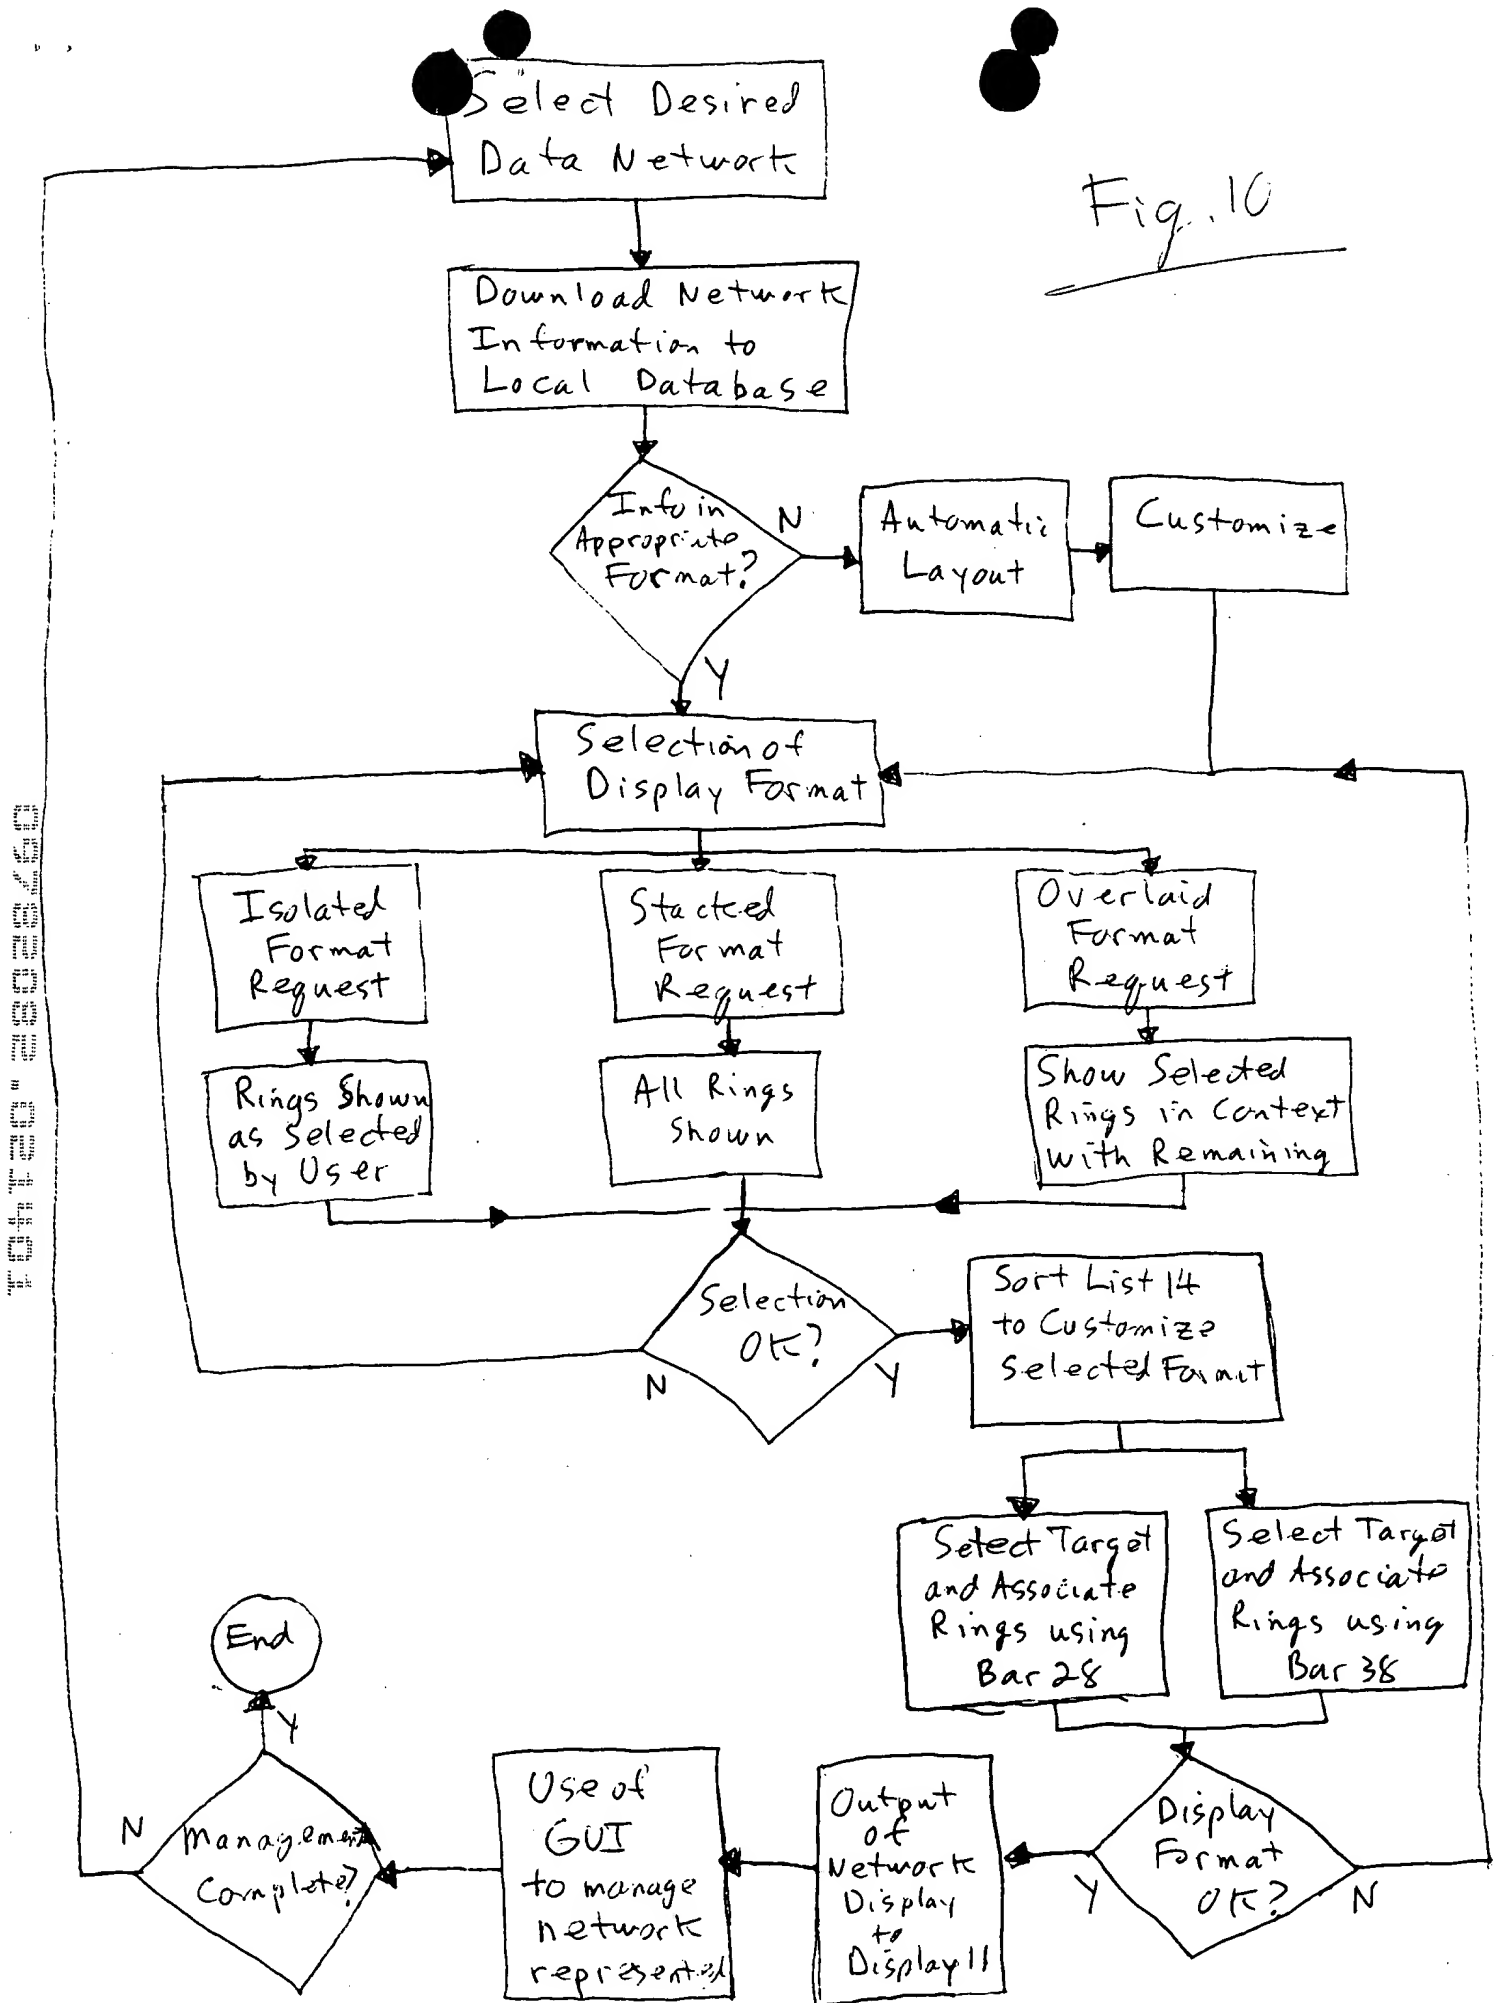 Select Desired
Data Network
Fig. 10
Download Network
Information to
Local Database
Info in
Appropriate
Format?
N
Y
Automatic
Layout
Customize
Selection of
Display Format
Isolated
Format
Request
Stacked
Format
Request
Overlaid
Format
Request
Rings Shown
as Selected
by User
All Rings
Shown
Show Selected
Rings in Context
with Remaining
Selection
OK?
N
Y
Sort List 14
to Customize
Selected Format
Select Target
and Associate
Rings using
Bar 28
Select Target
and Associate
Rings using
Bar 38
Display
Format
OK?
Y
N
Output
of
Network
Display
to
Display 11
Use of
GUI
to manage
network
represented
Management
Complete?
N
Y
End
09782082.021401